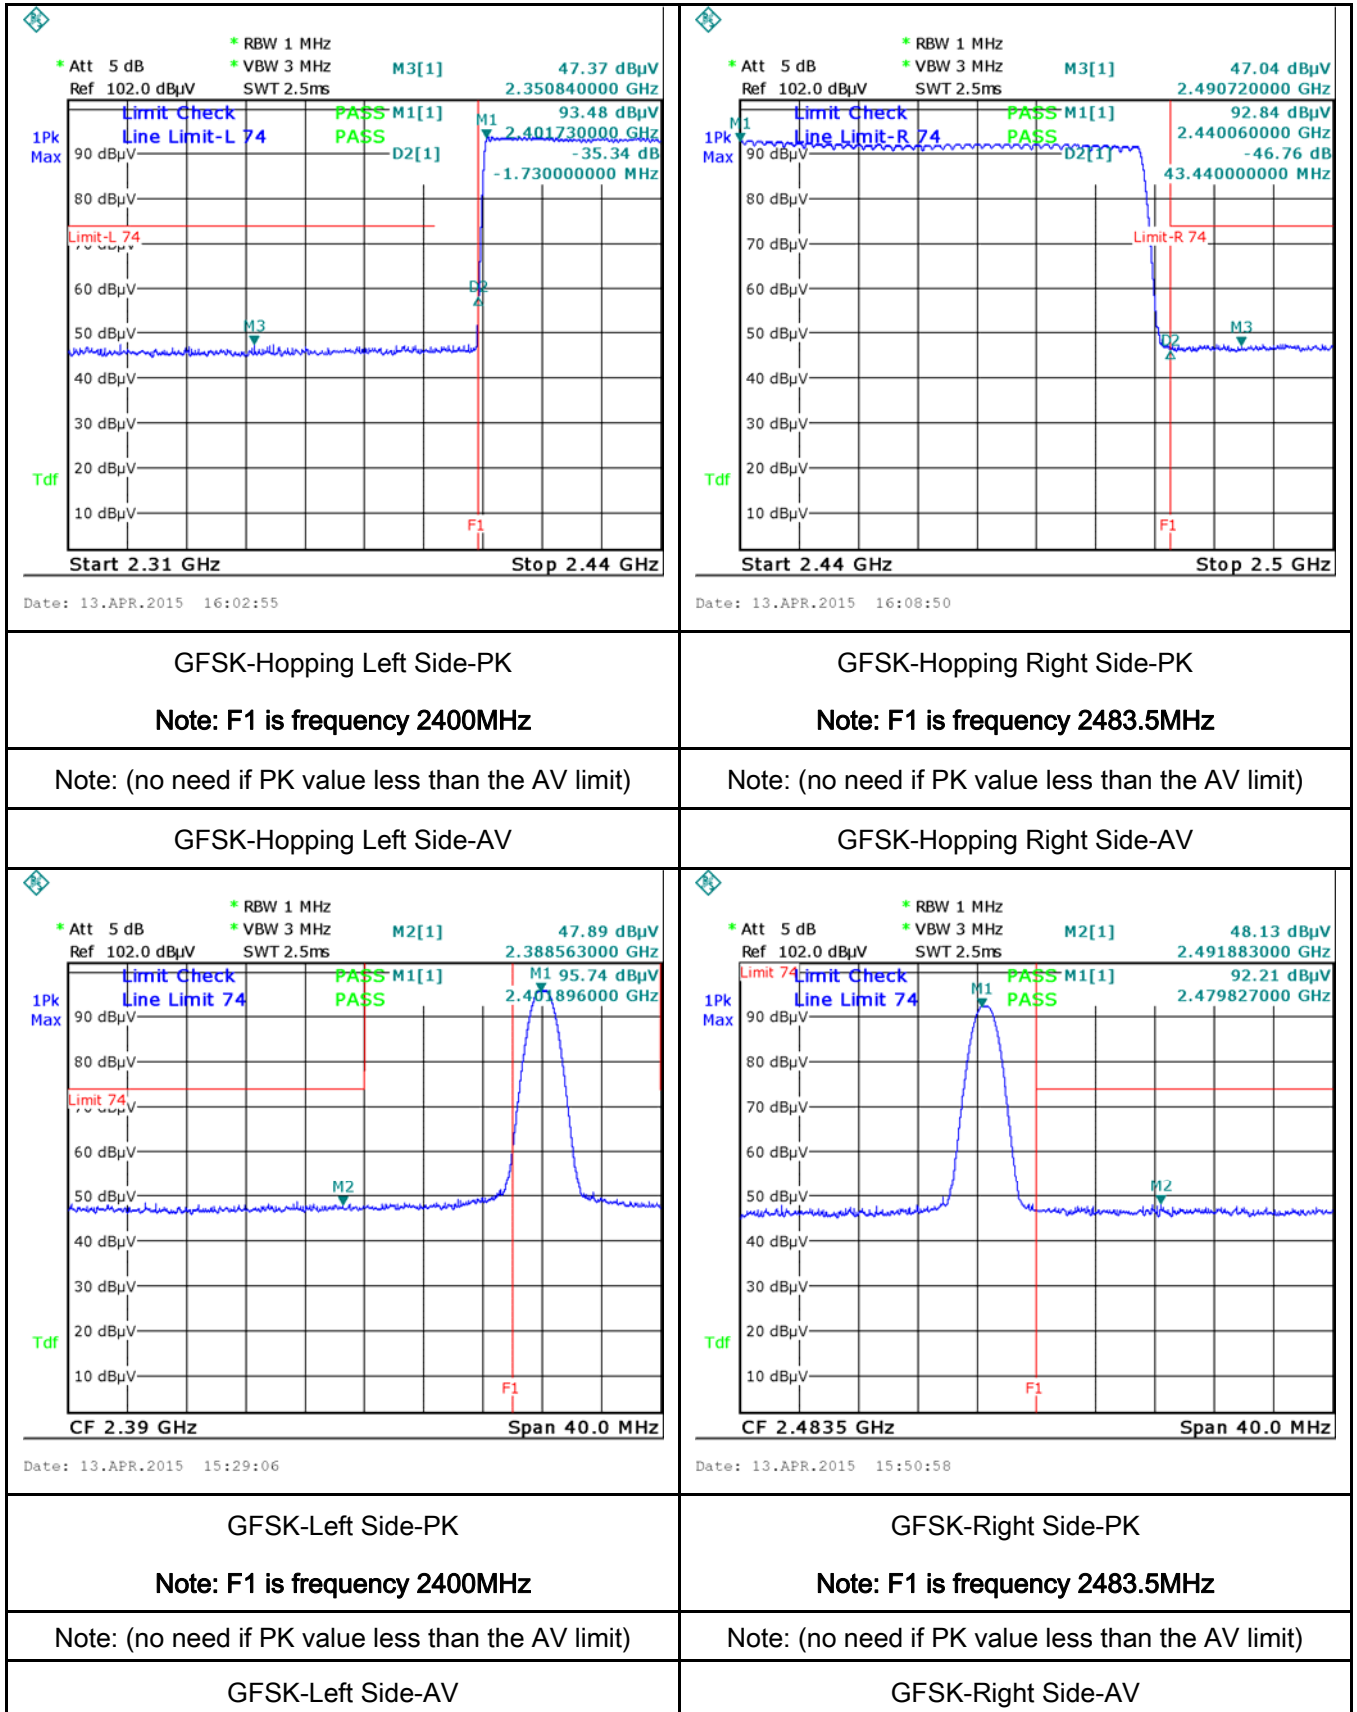 * RBW 1 MHz
* Att 5 dB * VBW 3 MHz M3[1] 47.37 dBµV
Ref 102.0 dBµV SWT 2.5ms 2.350840000 GHz
Limit Check PASS M1[1] 93.48 dBµV
M1
1Pk Line Limit-L 74 PASS 2.401730000 GHz
Max 90 dBµV D2[1] -35.34 dB
-1.730000000 MHz
80 dBµV
Limit-L 74
70 dBµV
60 dBµV D2
50 dBµV M3
40 dBµV
30 dBµV
Tdf 20 dBµV
10 dBµV F1
Start 2.31 GHz Stop 2.44 GHz
Date: 13.APR.2015 16:02:55
* RBW 1 MHz
* Att 5 dB * VBW 3 MHz M3[1] 47.04 dBµV
Ref 102.0 dBµV SWT 2.5ms 2.490720000 GHz
Limit Check PASS M1[1] 92.84 dBµV
M1
1Pk Line Limit-R 74 PASS 2.440060000 GHz
Max 90 dBµV D2[1] -46.76 dB
43.440000000 MHz
80 dBµV
70 dBµV Limit-R 74
60 dBµV
50 dBµV D2 M3
40 dBµV
30 dBµV
Tdf 20 dBµV
10 dBµV F1
Start 2.44 GHz Stop 2.5 GHz
Date: 13.APR.2015 16:08:50
GFSK-Hopping Left Side-PK
Note: F1 is frequency 2400MHz
GFSK-Hopping Right Side-PK
Note: F1 is frequency 2483.5MHz
Note: (no need if PK value less than the AV limit)
Note: (no need if PK value less than the AV limit)
GFSK-Hopping Left Side-AV
GFSK-Hopping Right Side-AV
* RBW 1 MHz
* Att 5 dB * VBW 3 MHz M2[1] 47.89 dBµV
Ref 102.0 dBµV SWT 2.5ms 2.388563000 GHz
Limit Check PASS M1[1] M1 95.74 dBµV
1Pk Line Limit 74 PASS 2.401896000 GHz
Max 90 dBµV
80 dBµV
Limit 74
70 dBµV
60 dBµV
50 dBµV M2
40 dBµV
30 dBµV
Tdf 20 dBµV
10 dBµV F1
CF 2.39 GHz Span 40.0 MHz
Date: 13.APR.2015 15:29:06
* RBW 1 MHz
* Att 5 dB * VBW 3 MHz M2[1] 48.13 dBµV
Ref 102.0 dBµV SWT 2.5ms 2.491883000 GHz
Limit 74 Limit Check PASS M1[1] 92.21 dBµV
1Pk Line Limit 74 M1 PASS 2.479827000 GHz
Max 90 dBµV
80 dBµV
70 dBµV
60 dBµV
50 dBµV M2
40 dBµV
30 dBµV
Tdf 20 dBµV
10 dBµV F1
CF 2.4835 GHz Span 40.0 MHz
Date: 13.APR.2015 15:50:58
GFSK-Left Side-PK
Note: F1 is frequency 2400MHz
GFSK-Right Side-PK
Note: F1 is frequency 2483.5MHz
Note: (no need if PK value less than the AV limit)
Note: (no need if PK value less than the AV limit)
GFSK-Left Side-AV
GFSK-Right Side-AV